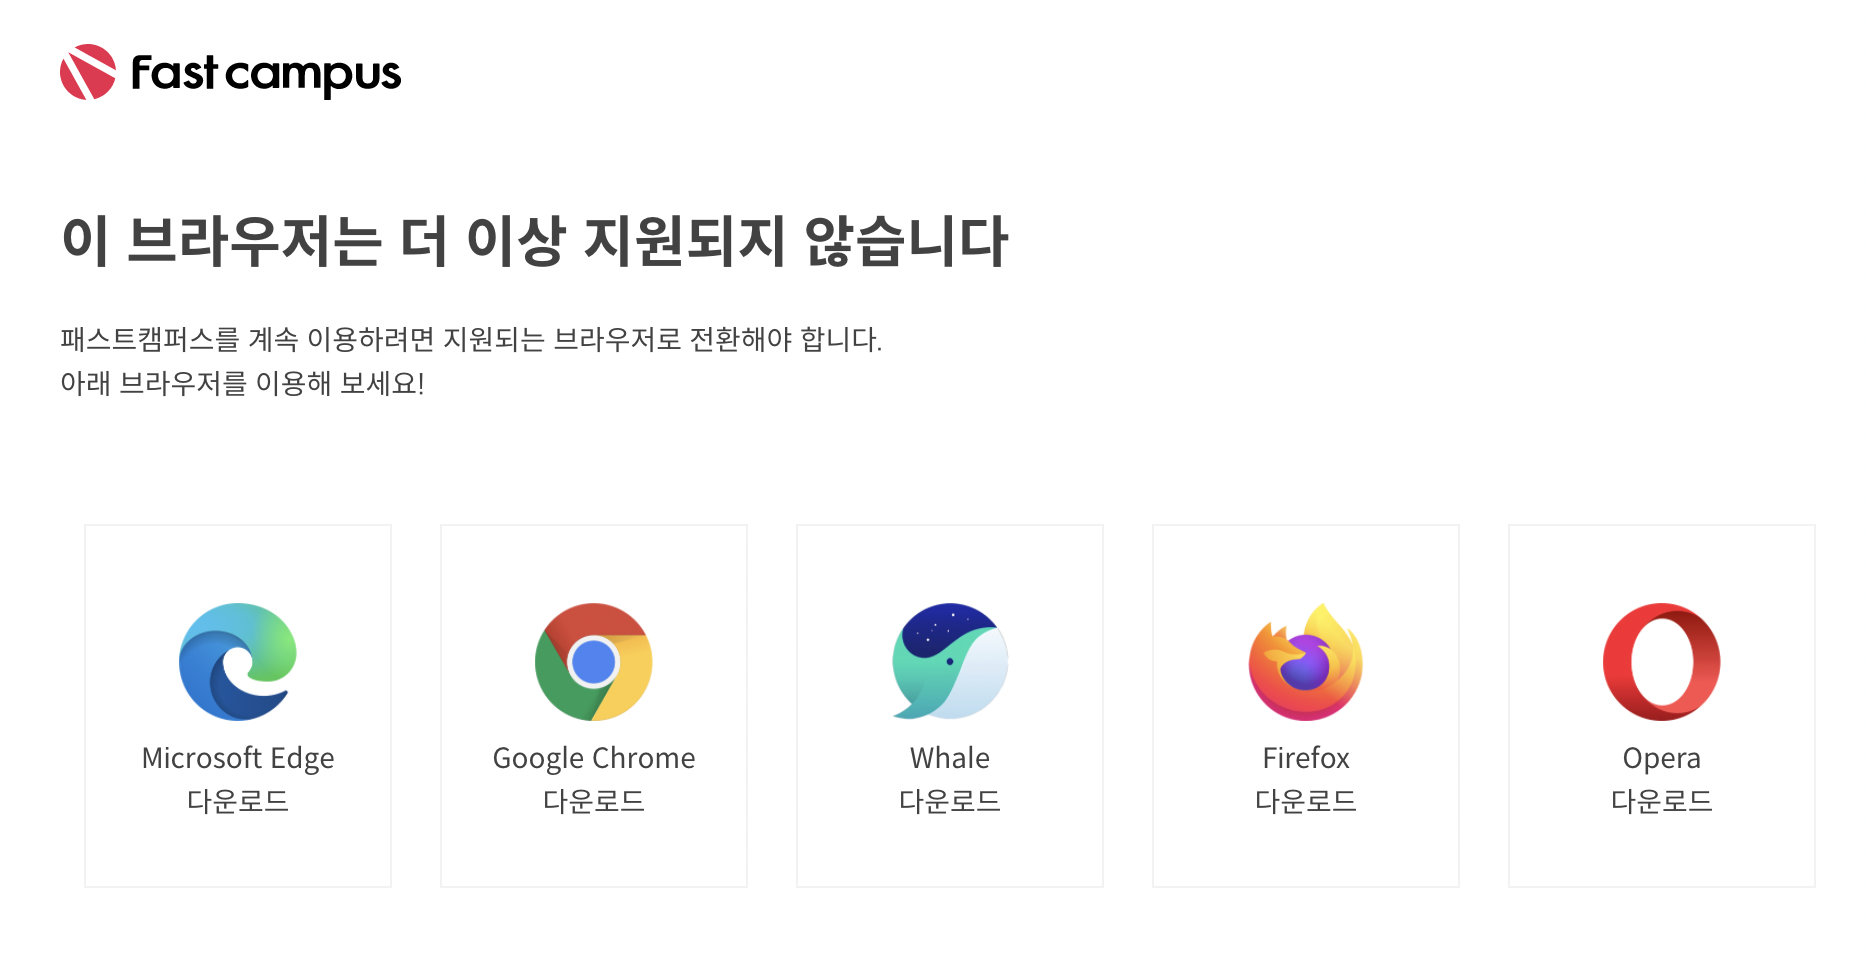 Fast campus
이 브라우저는 더 이상 지원되지 않습니다
패스트캠퍼스를 계속 이용하려면 지원되는 브라우저로 전환해야 합니다.
아래 브라우저를 이용해 보세요!
Microsoft Edge
다운로드
Google Chrome
다운로드
Whale
다운로드
Firefox
다운로드
Opera
다운로드